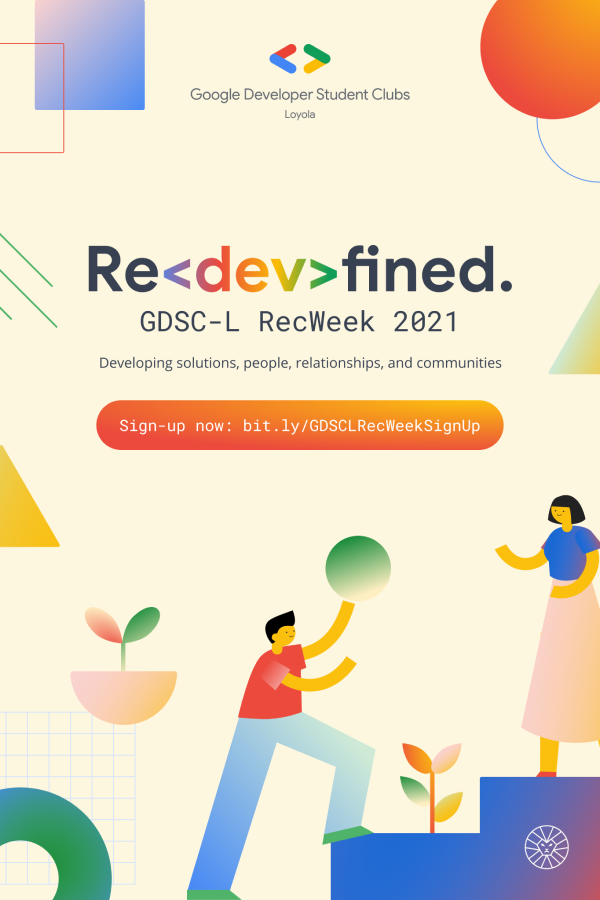 Google Developer Student Clubs
Loyola
Re<dev>fined.
GDSC-L RecWeek 2021
Developing solutions, people, relationships, and communities
Sign-up now: bit.ly/GDSCLRecWeekSignUp